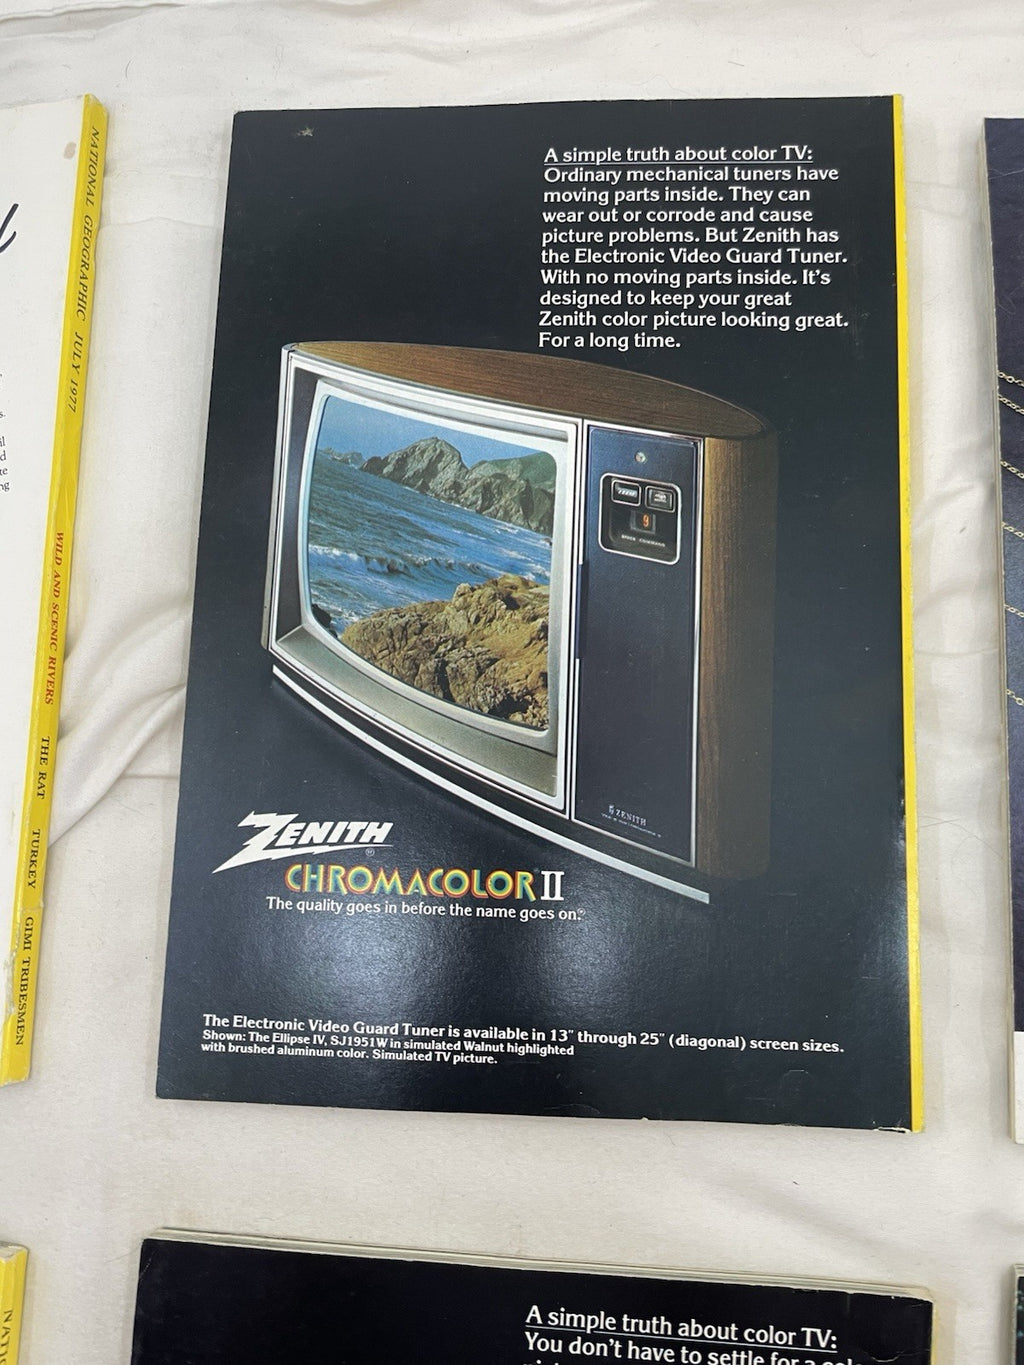 NATIONAL GEOGRAPHIC JULY 1977 WILD AND SCENIC RIVERS THE RAT TURKEY GIMI TRIBESMEN
A simple truth about color TV:
Ordinary mechanical tuners have
moving parts inside. They can
wear out or corrode and cause
picture problems. But Zenith has
the Electronic Video Guard Tuner.
With no moving parts inside. It's
designed to keep your great
Zenith color picture looking great.
For a long time.
9
ZENITH
ZENITH®
CHROMACOLOR II
The quality goes in before the name goes on.®
The Electronic Video Guard Tuner is available in 13" through 25" (diagonal) screen sizes.
Shown: The Ellipse IV, SJ1951W in simulated Walnut highlighted
with brushed aluminum color. Simulated TV picture.
A simple truth about color TV:
You don't have to settle for a